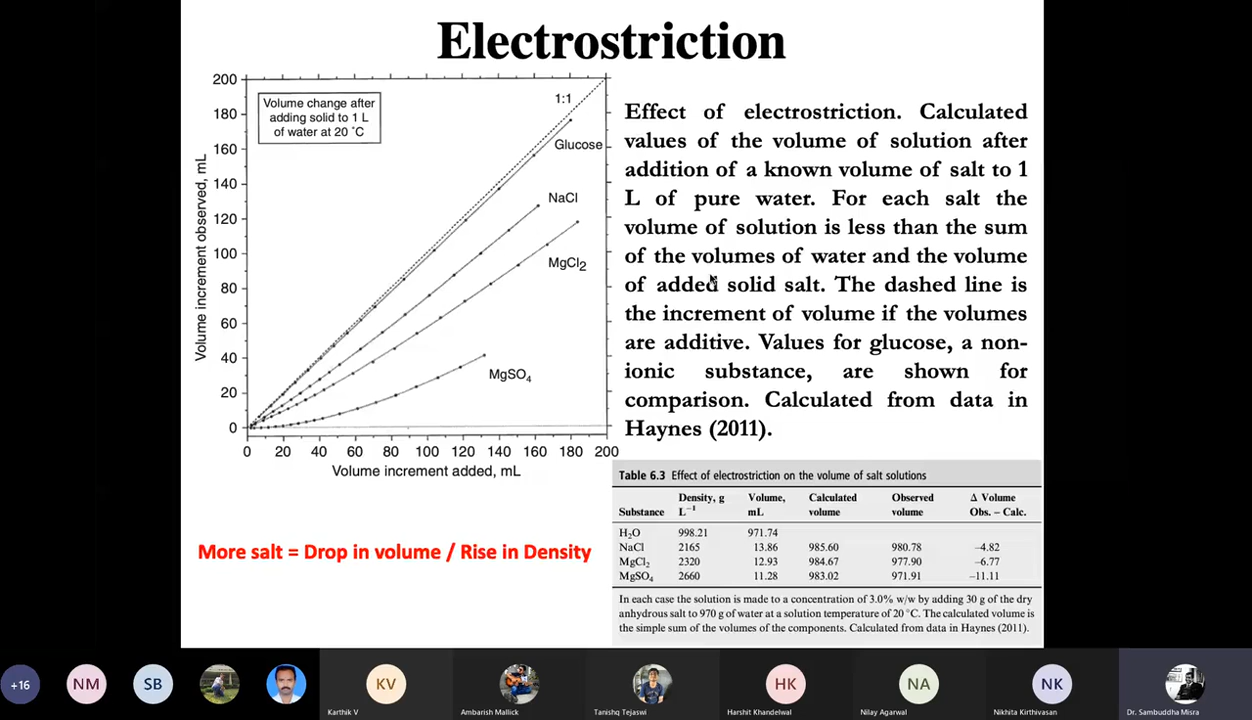 Electrostriction
Volume change after
adding solid to 1 L
of water at 20 ˚C
1:1
Glucose
NaCl
MgCl2
MgSO4
Volume increment observed, mL
200
180
160
140
120
100
80
60
40
20
0
0 20 40 60 80 100 120 140 160 180 200
Volume increment added, mL
More salt = Drop in volume / Rise in Density
Effect of electrostriction. Calculated
values of the volume of solution after
addition of a known volume of salt to 1
L of pure water. For each salt the
volume of solution is less than the sum
of the volumes of water and the volume
of added solid salt. The dashed line is
the increment of volume if the volumes
are additive. Values for glucose, a non-
ionic substance, are shown for
comparison. Calculated from data in
Haynes (2011).
Table 6.3 Effect of electrostriction on the volume of salt solutions
Density, g Volume, Calculated Observed Δ Volume
Substance L−1 mL volume volume Obs. – Calc.
H2O 998.21 971.74
NaCl 2165 13.86 985.60 980.78 –4.82
MgCl2 2320 12.93 984.67 977.90 –6.77
MgSO4 2660 11.28 983.02 971.91 –11.11
In each case the solution is made to a concentration of 3.0% w/w by adding 30 g of the dry
anhydrous salt to 970 g of water at a solution temperature of 20 °C. The calculated volume is
the simple sum of the volumes of the components. Calculated from data in Haynes (2011).
+16
NM
SB
KV
HK
NA
NK
Karthik V
Ambarish Mallick
Tanishq Tejaswi
Harshit Khandelwal
Nilay Agarwal
Nikhita Kirthivasan
Dr. Sambuddha Misra